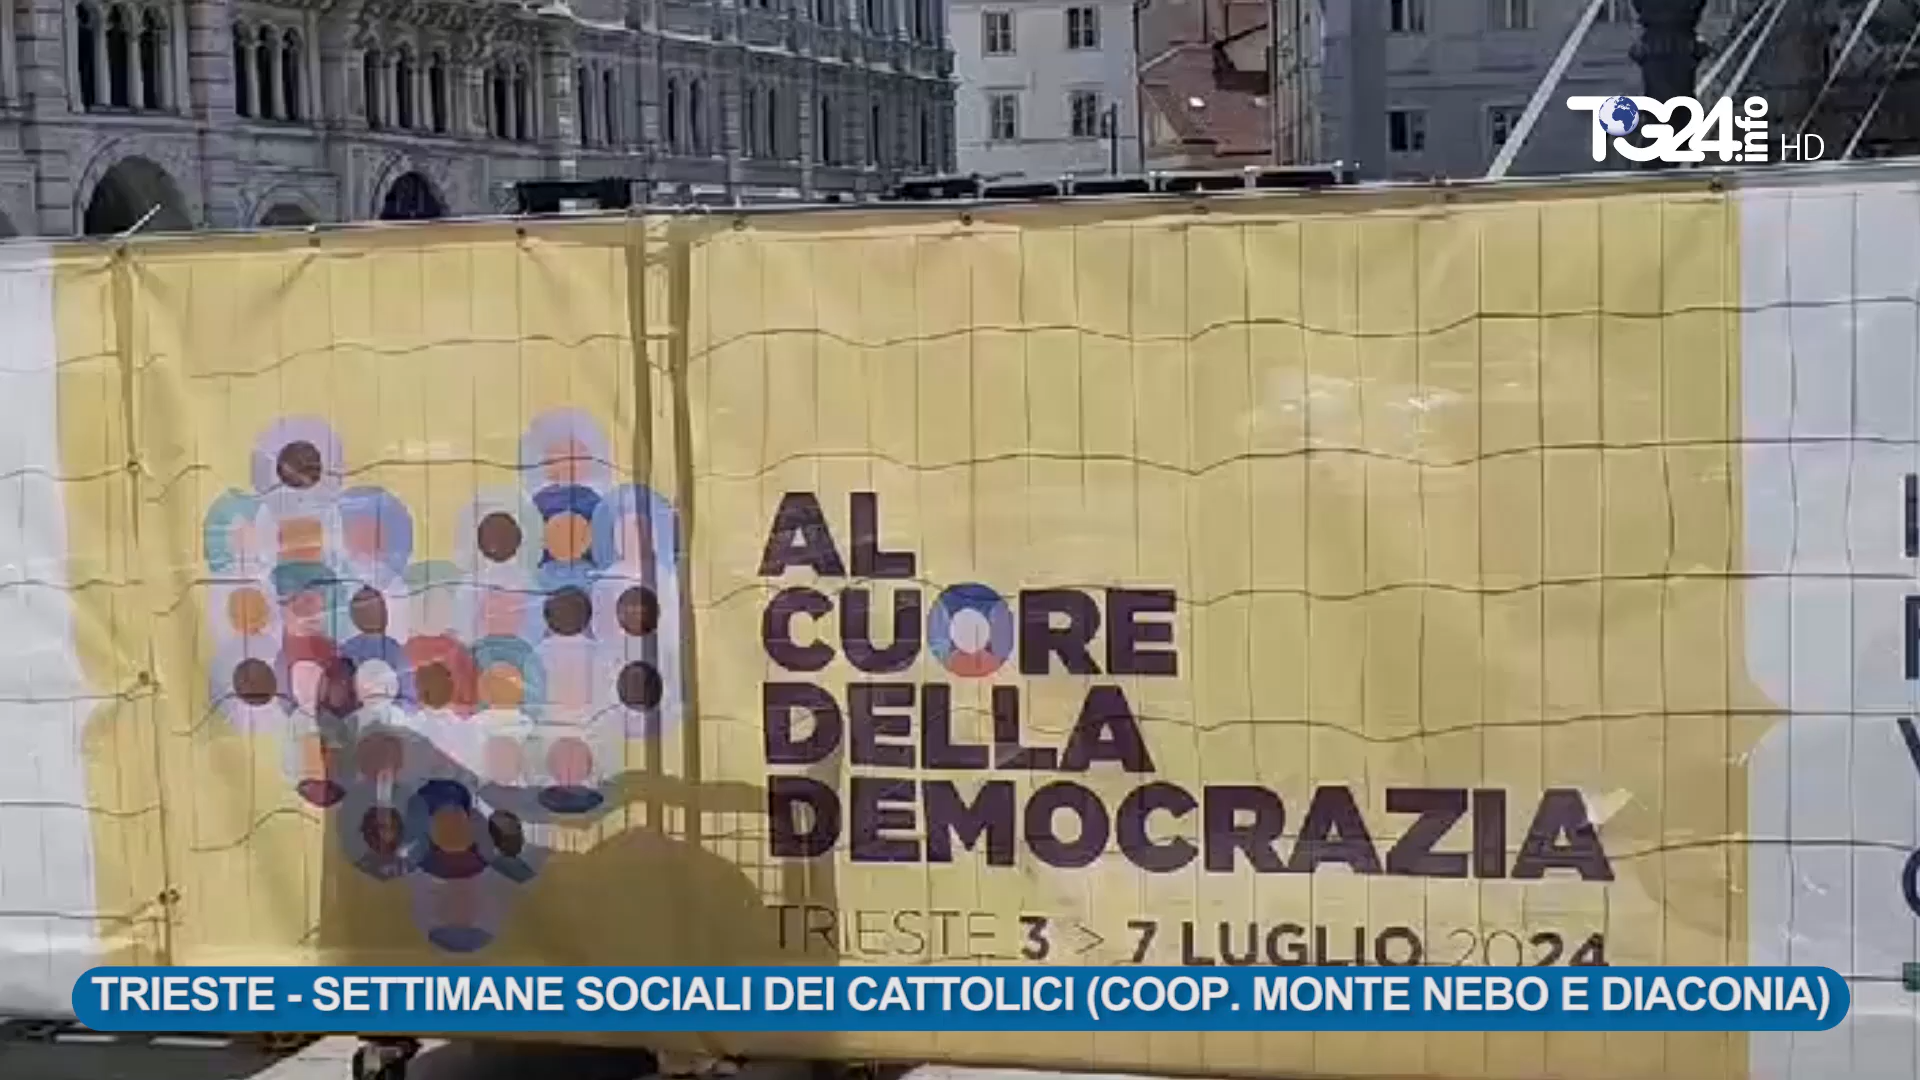 TG24.info HD
AL
CUORE
DELLA
DEMOCRAZIA
TRIESTE 3 > 7 LUGLIO 2024
TRIESTE - SETTIMANE SOCIALI DEI CATTOLICI (COOP. MONTE NEBO E DIACONIA)